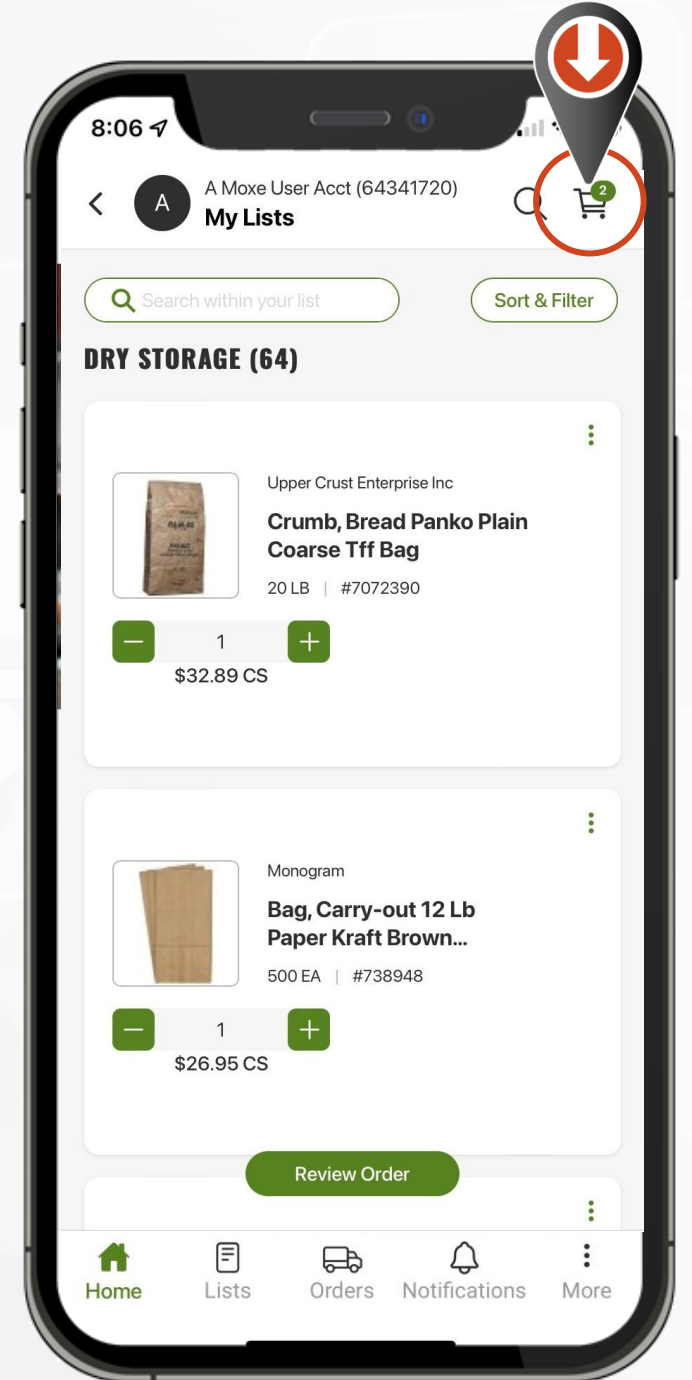 8:06
A Moxe User Acct (64341720)
2
A
My Lists
Search within your list
Sort & Filter
DRY STORAGE (64)
Upper Crust Enterprise Inc
Crumb, Bread Panko Plain
Coarse Tff Bag
20 LB | #7072390
1
$32.89 CS
Monogram
Bag, Carry-out 12 Lb
Paper Kraft Brown...
500 EA | #738948
1
$26.95 CS
Review Order
Home Lists Orders Notifications More